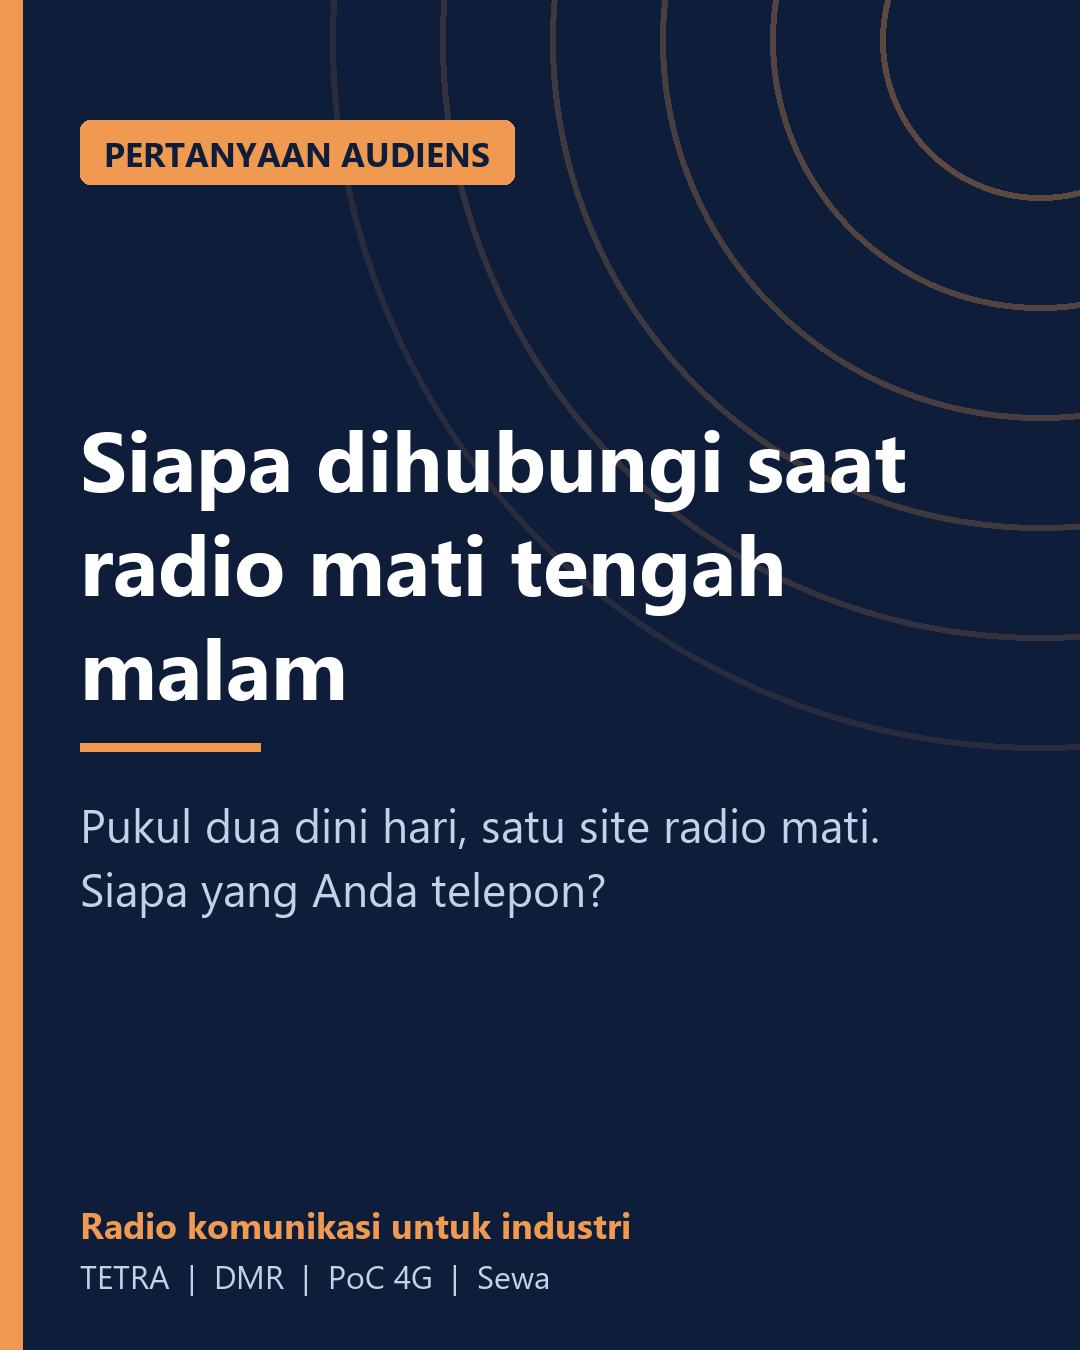 PERTANYAAN AUDIENS
Siapa dihubungi saat
radio mati tengah
malam
Pukul dua dini hari, satu site radio mati.
Siapa yang Anda telepon?
Radio komunikasi untuk industri
TETRA | DMR | PoC 4G | Sewa